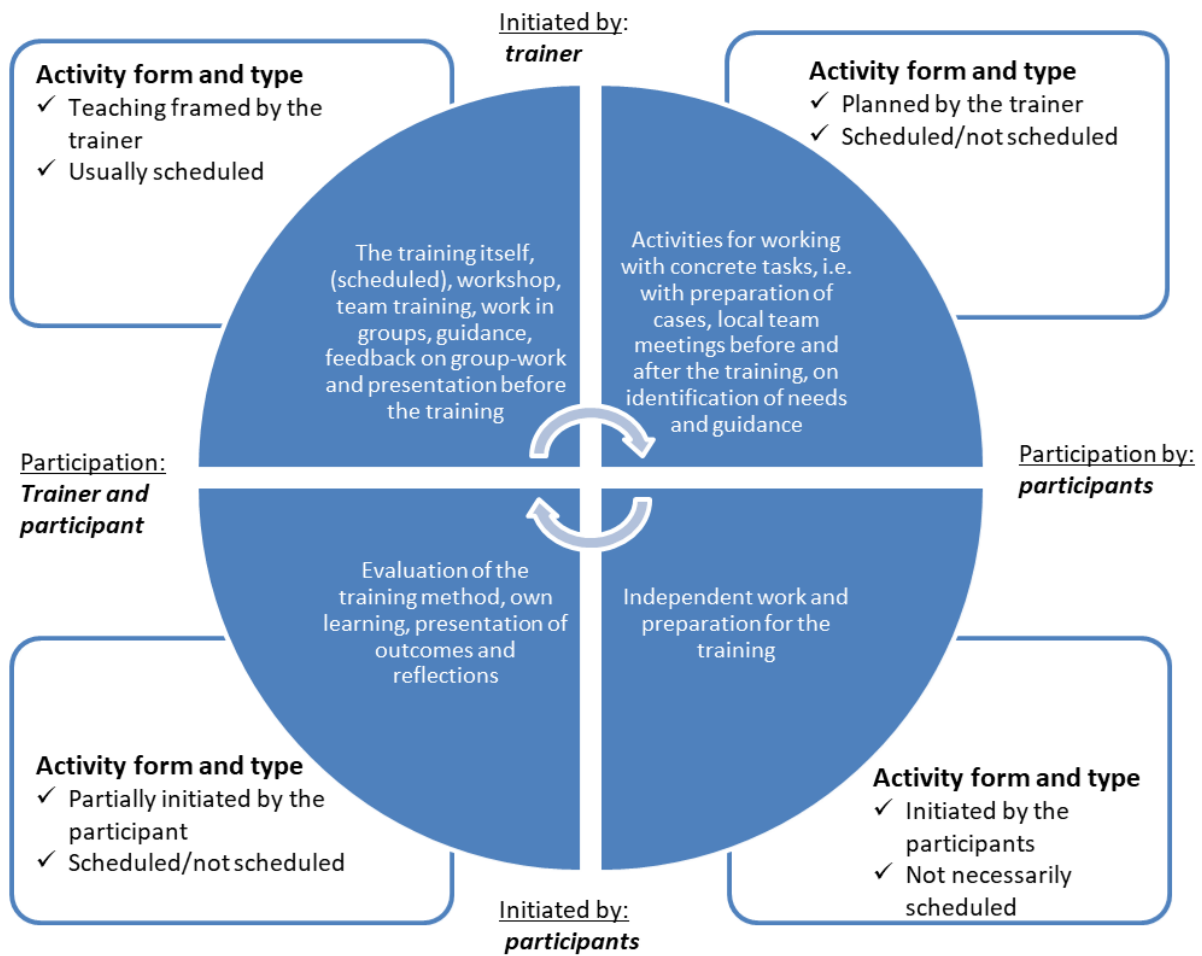 Initiated by:
trainer
Activity form and type
✓ Teaching framed by the
trainer
✓ Usually scheduled
Activity form and type
✓ Planned by the trainer
✓ Scheduled/not scheduled
The training itself,
(scheduled), workshop,
team training, work in
groups, guidance,
feedback on group-work
and presentation before
the training
Activities for working
with concrete tasks, i.e.
with preparation of
cases, local team
meetings before and
after the training, on
identification of needs
and guidance
Participation:
Trainer and
participant
Participation by:
participants
Evaluation of the
training method, own
learning, presentation of
outcomes and
reflections
Independent work and
preparation for the
training
Activity form and type
✓ Partially initiated by the
participant
✓ Scheduled/not scheduled
Activity form and type
✓ Initiated by the
participants
✓ Not necessarily
scheduled
Initiated by:
participants